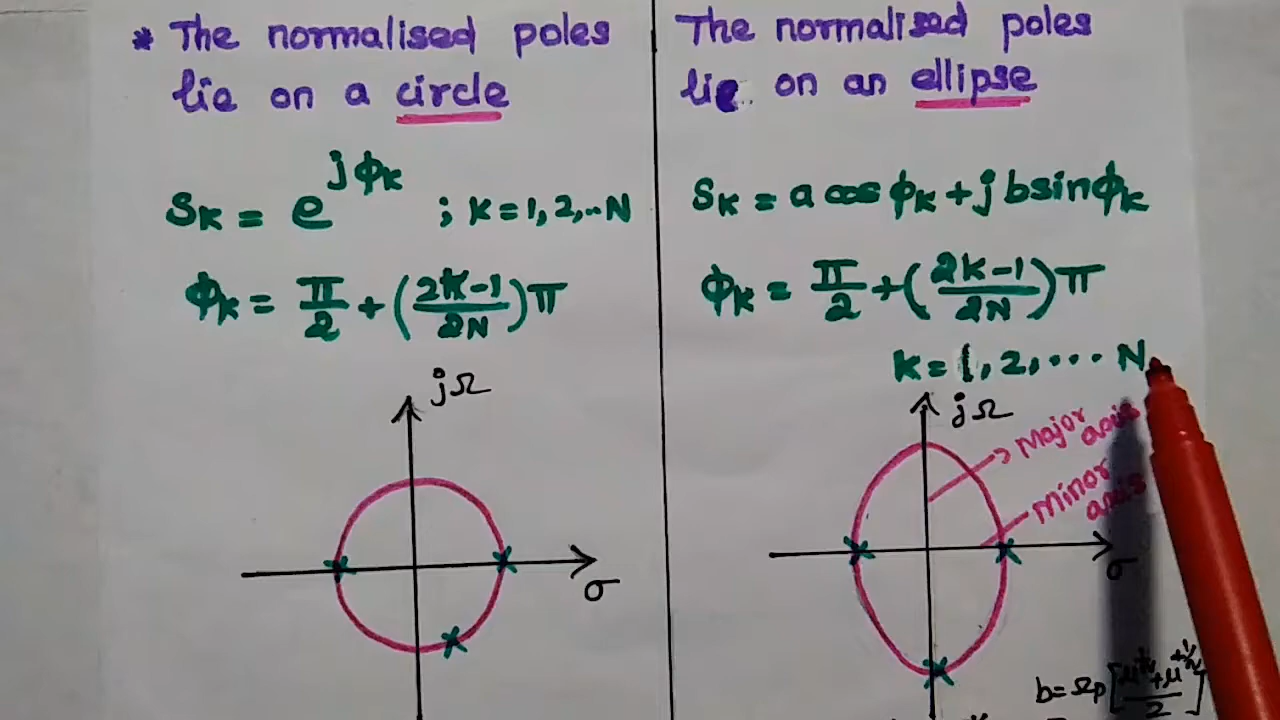 * The normalised poles
lie on a circle
Sk = e^jϕk ; k = 1, 2, .. N
ϕk = π/2 + (2k-1/2N)π
jΩ
σ
The normalised poles
lie on an ellipse
Sk = a cos ϕk + j b sin ϕk
ϕk = π/2 + (2k-1/2N)π
k = 1, 2, ... N
jΩ
Major
axis
Minor
axis
σ
b = Ωp